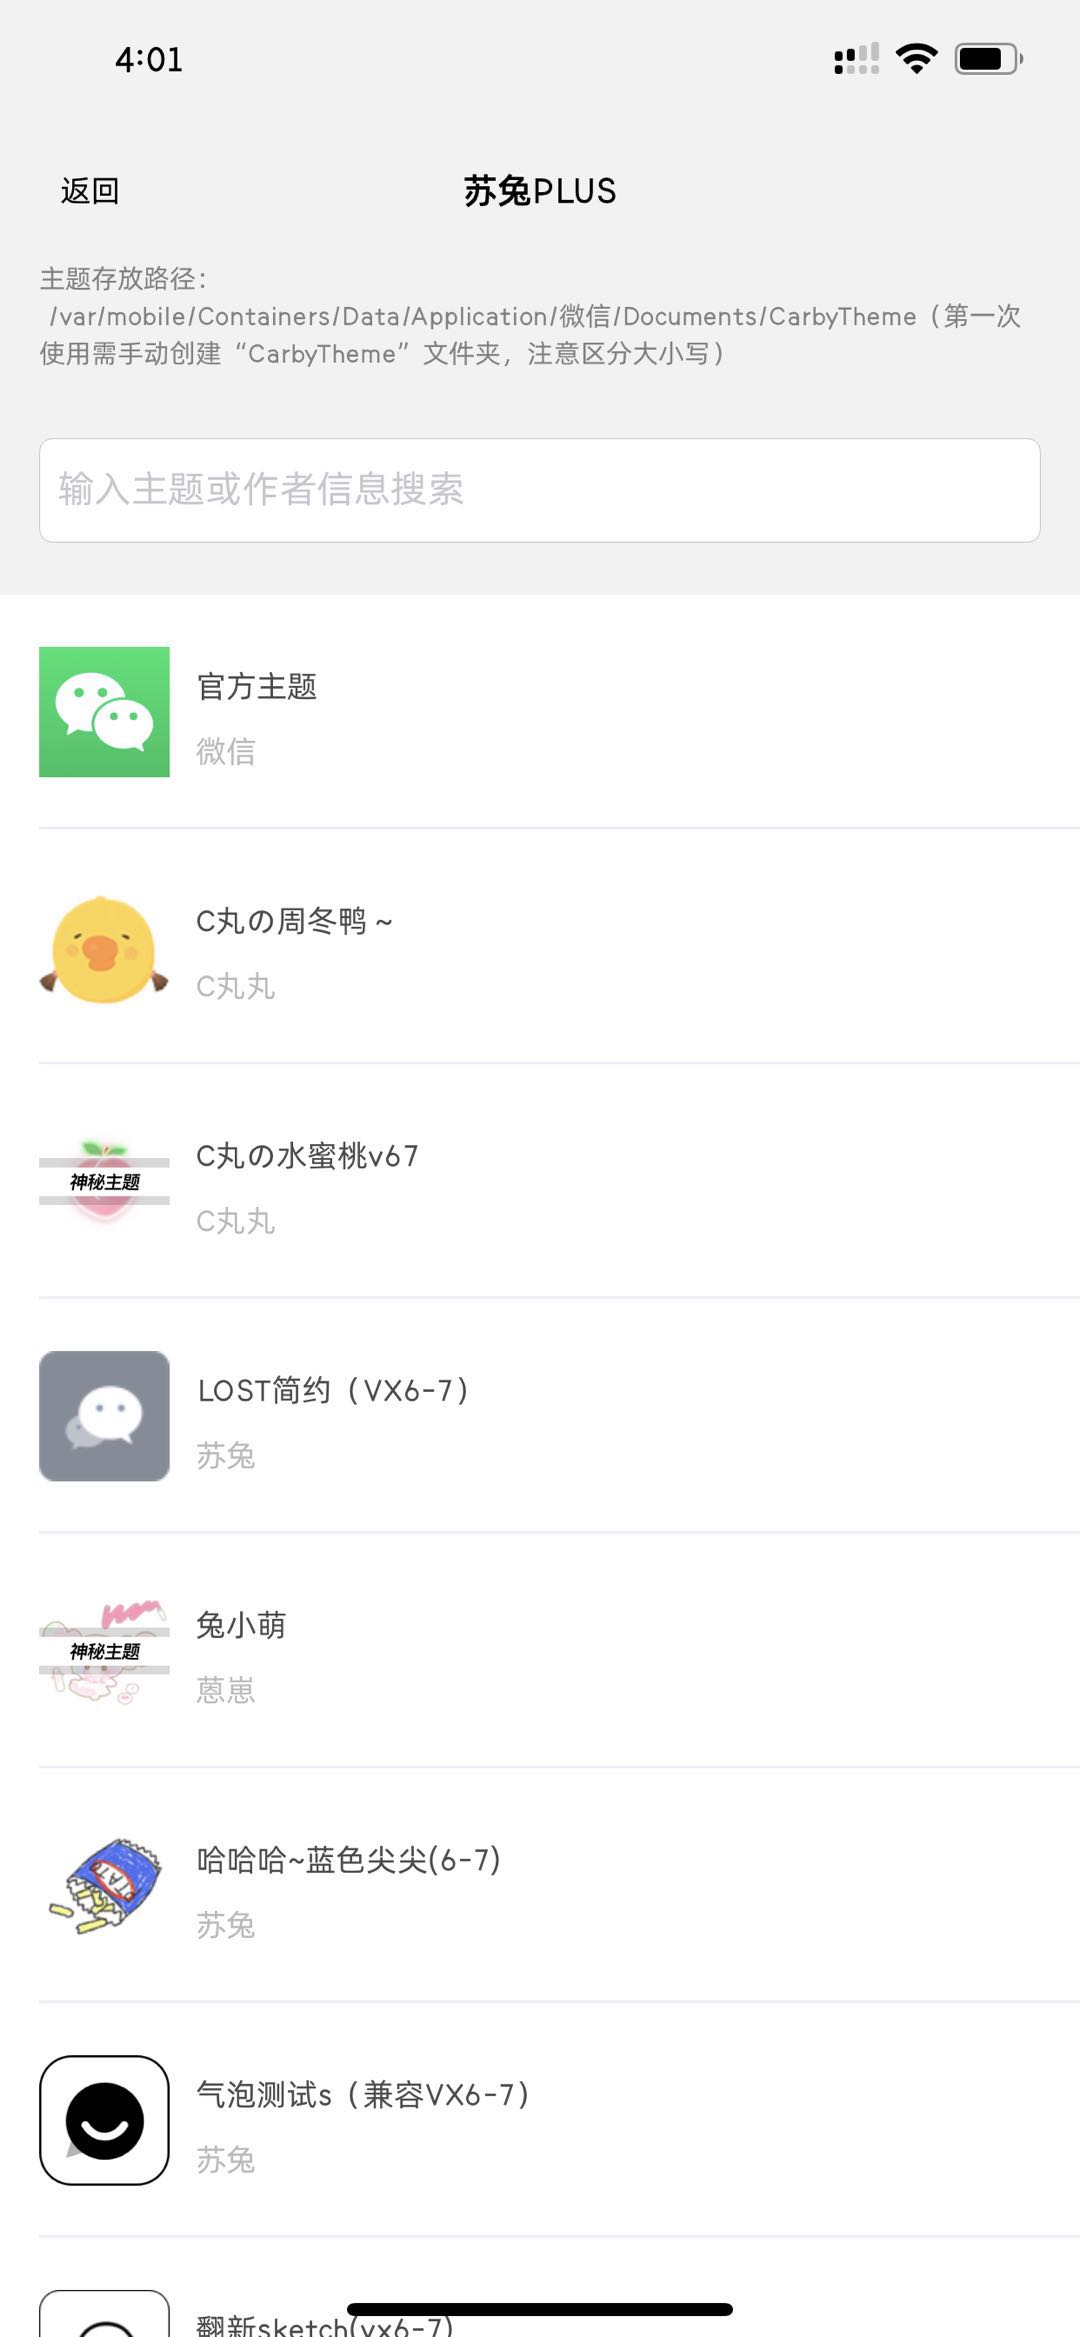 4:01
返回
苏兔PLUS
主题存放路径：
/var/mobile/Containers/Data/Application/微信/Documents/CarbyTheme（第一次
使用需手动创建“CarbyTheme”文件夹，注意区分大小写）
输入主题或作者信息搜索
官方主题
微信
C丸の周冬鸭 ~
C丸丸
神秘主题
C丸の水蜜桃v67
C丸丸
LOST简约（VX6-7）
苏兔
神秘主题
兔小萌
蒽崽
哈哈哈~蓝色尖尖(6-7)
苏兔
气泡测试s（兼容VX6-7）
苏兔
翻新sketch(vx6-7)